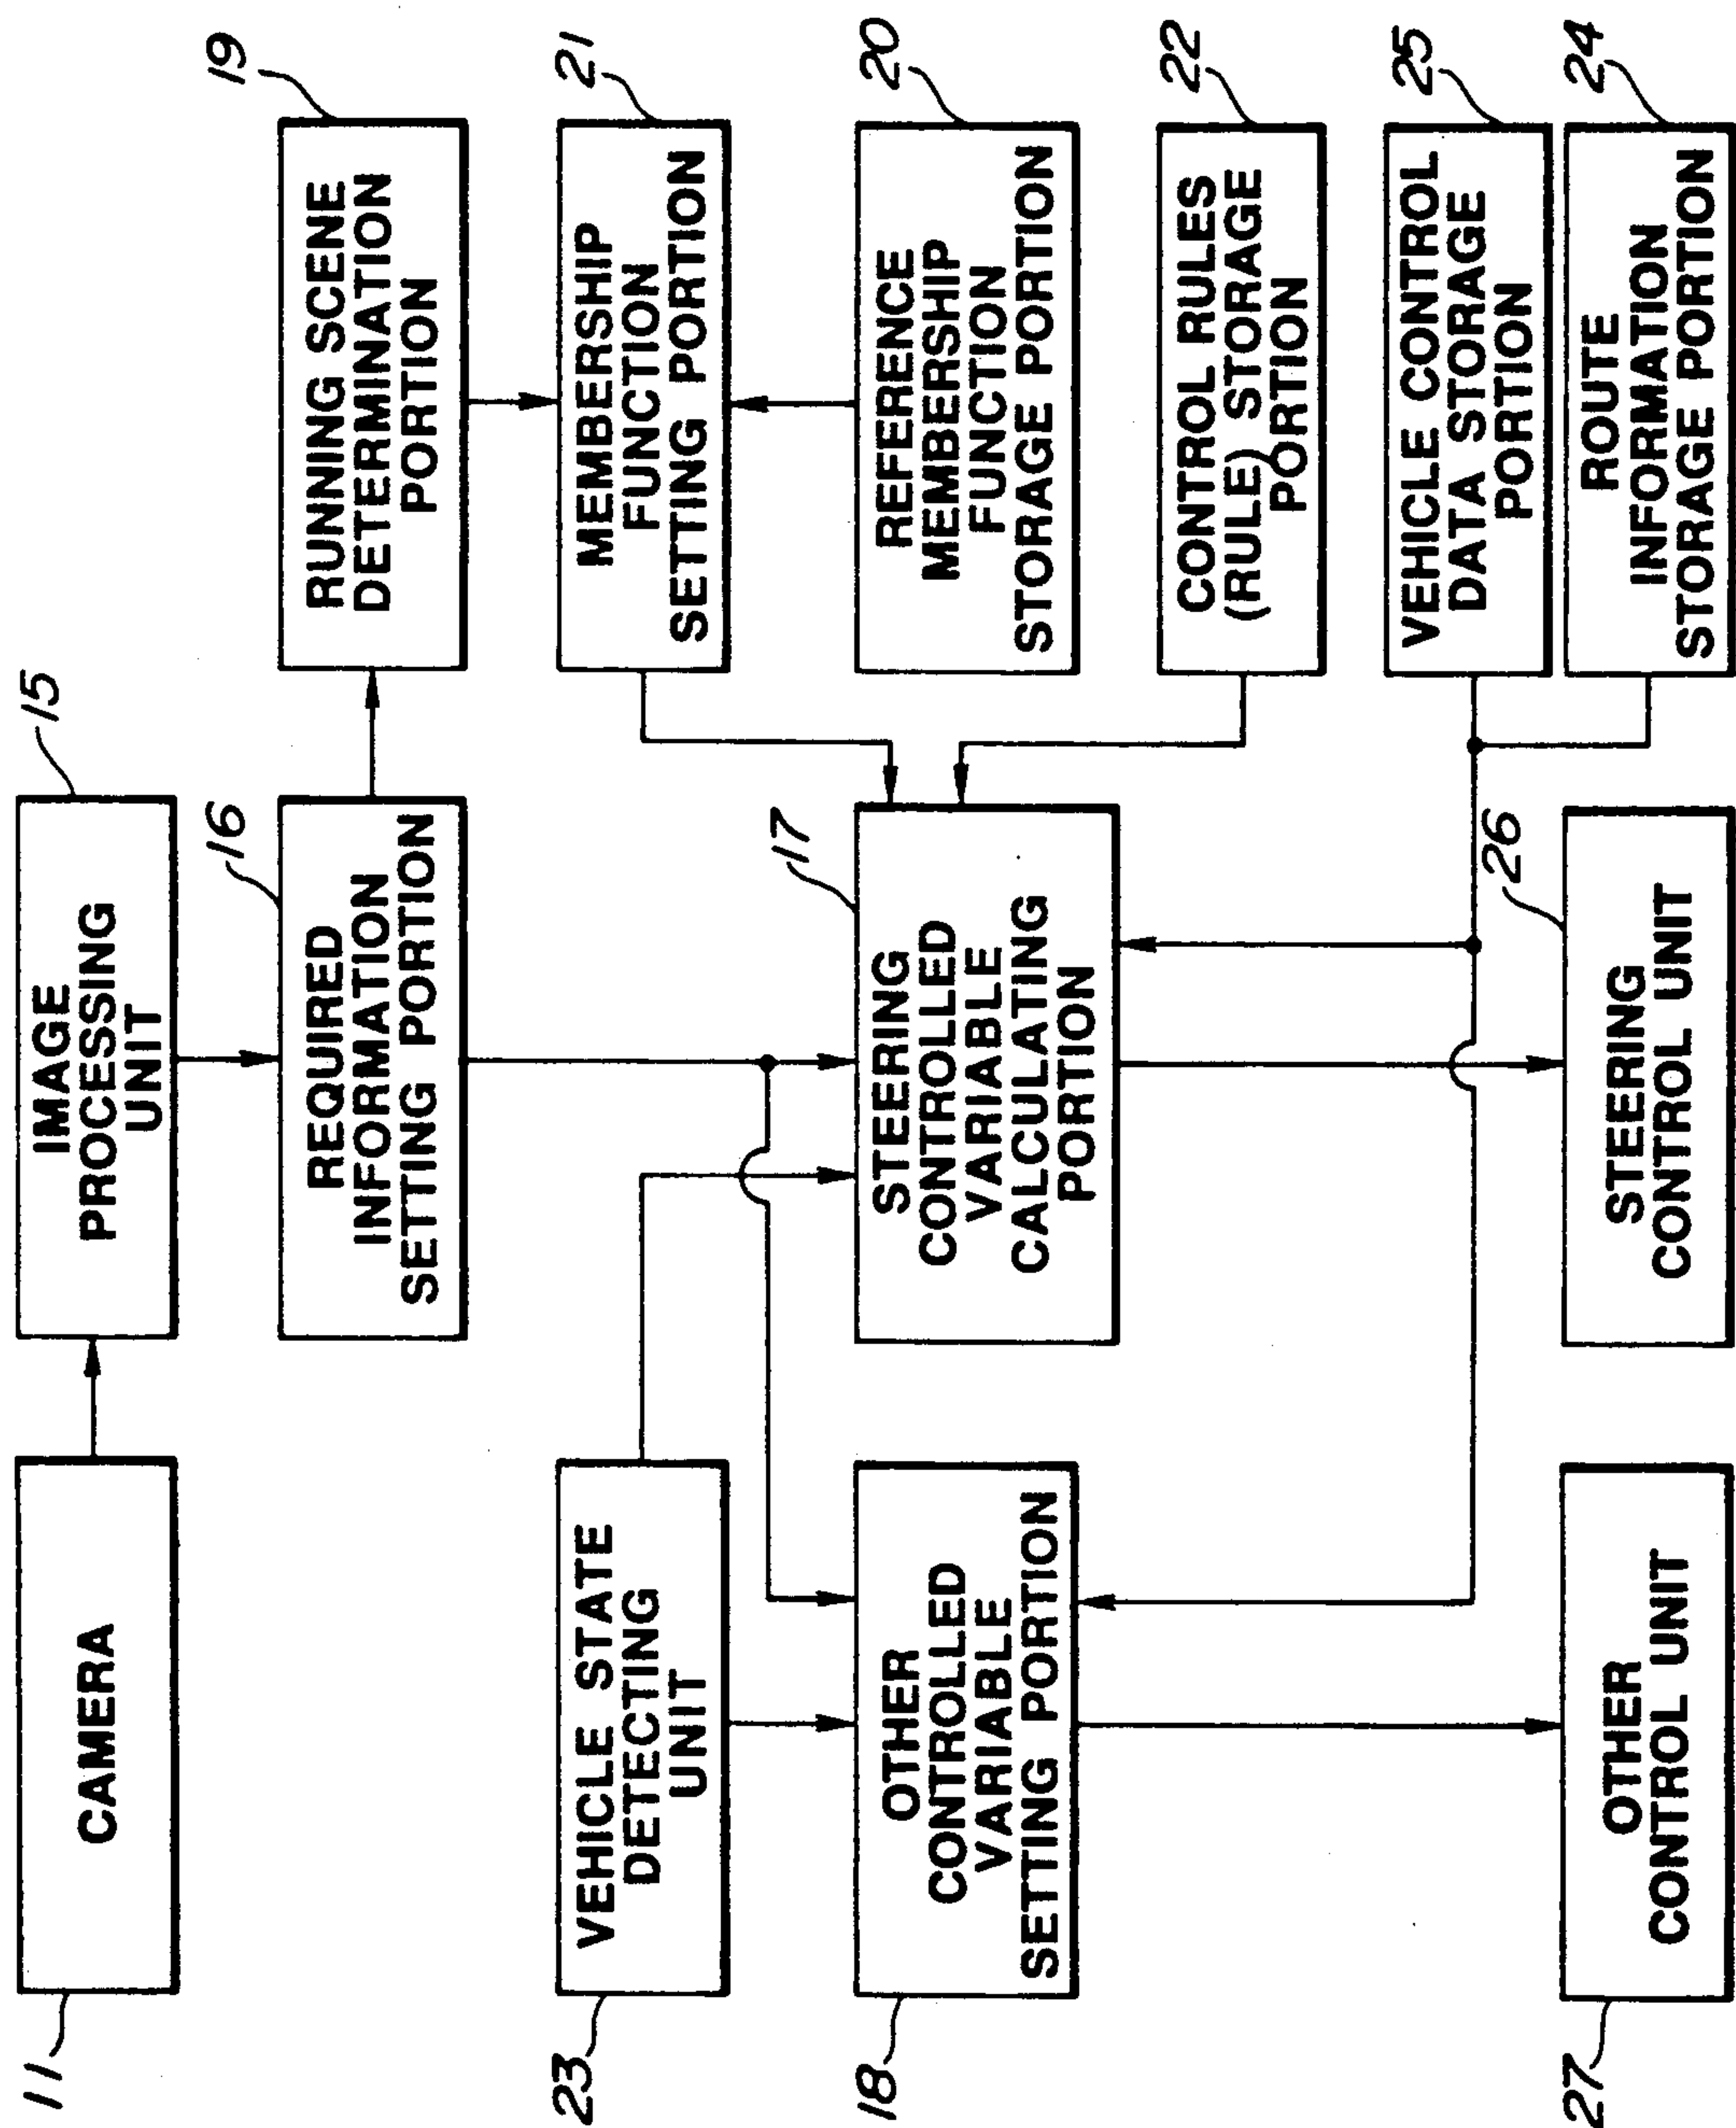 11
CAMERA
15
IMAGE
PROCESSING
UNIT
16
REQUIRED
INFORMATION
SETTING PORTION
19
RUNNING SCENE
DETERMINATION
PORTION
23
VEHICLE STATE
DETECTING
UNIT
21
MEMBERSHIP
FUNCTION
SETTING PORTION
18
OTHER
CONTROLLED
VARIABLE
SETTING PORTION
17
STEERING
CONTROLLED
VARIABLE
CALCULATING
PORTION
20
REFERENCE
MEMBERSHIP
FUNCTION
STORAGE PORTION
22
CONTROL RULES
(RULE) STORAGE
PORTION
25
VEHICLE CONTROL
DATA STORAGE
PORTION
27
OTHER
CONTROL UNIT
26
STEERING
CONTROL UNIT
24
ROUTE
INFORMATION
STORAGE PORTION